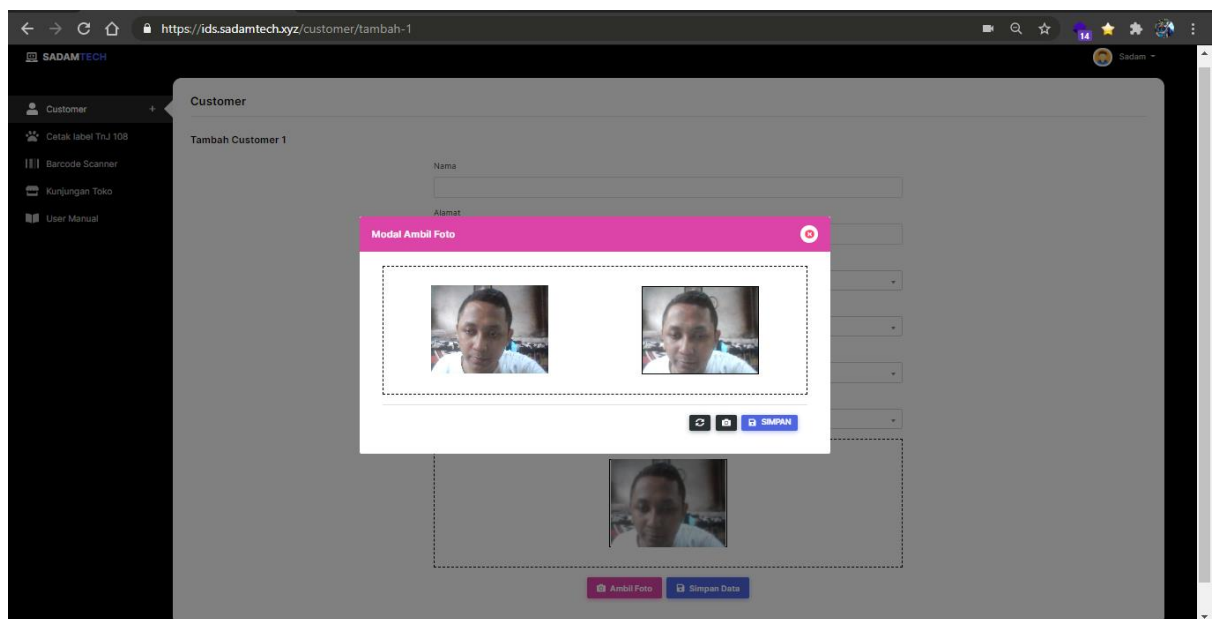 https://ids.sadamtech.xyz/customer/tambah-1
14
SADAMTECH
Sadam
Customer +
Cetak label TnJ 108
Barcode Scanner
Kunjungan Toko
User Manual
Customer
Tambah Customer 1
Nama
Alamat
Modal Ambil Foto
SIMPAN
Ambil Foto
Simpan Data